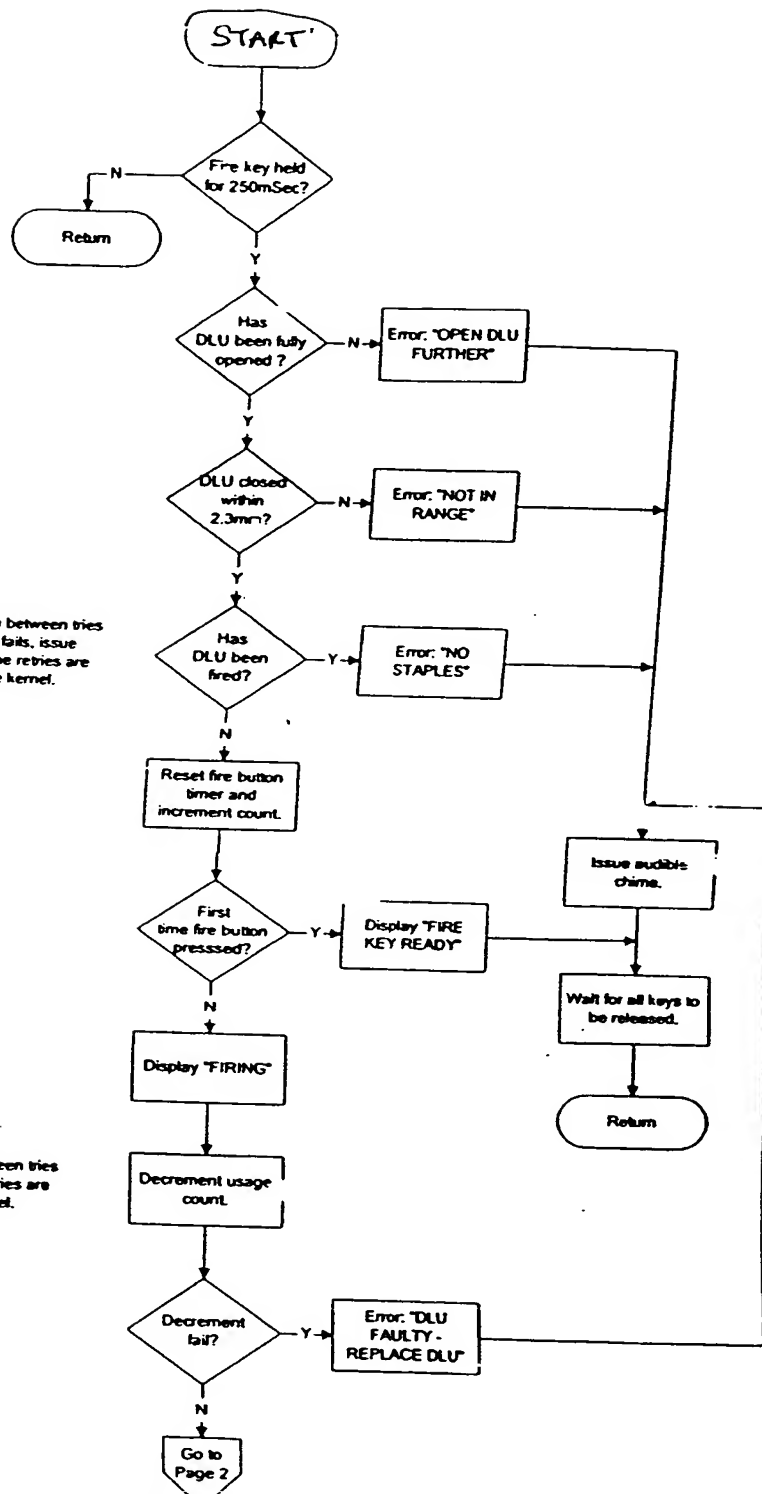 START'
Fire key held
for 250mSec?
N
Return
Y
Has
DLU been fully
opened ?
N
Error: "OPEN DLU
FURTHER"
Y
DLU closed
within
2.3mm?
N
Error: "NOT IN
RANGE"
Y
between tries
fails, issue
retries are
kernel.
Has
DLU been
fired?
Y
Error: "NO
STAPLES"
N
Reset fire button
timer and
increment count.
Issue audible
chime.
First
time fire button
presssed?
Y
Display "FIRE
KEY READY"
Wait for all keys to
be released.
N
Display "FIRING"
Return
tries
are
Decrement usage
count.
Decrement
fail?
Y
Error: "DLU
FAULTY -
REPLACE DLU"
N
Go to
Page 2